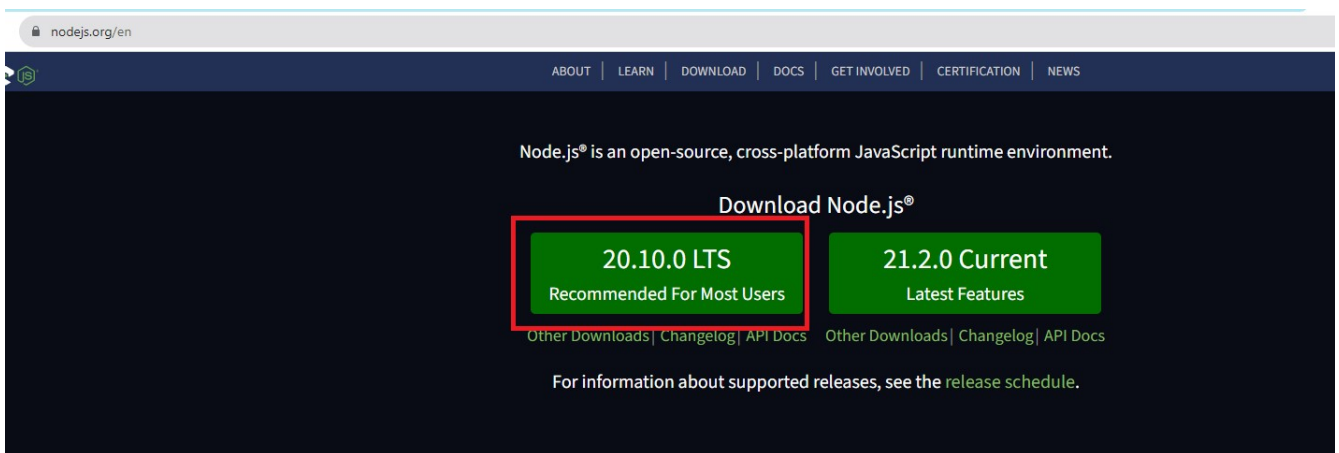 nodejs.org/en
JS
ABOUT | LEARN | DOWNLOAD | DOCS | GET INVOLVED | CERTIFICATION | NEWS
Node.js® is an open-source, cross-platform JavaScript runtime environment.
Download Node.js®
20.10.0 LTS
Recommended For Most Users
21.2.0 Current
Latest Features
Other Downloads| Changelog| API Docs
Other Downloads| Changelog| API Docs
For information about supported releases, see the release schedule.